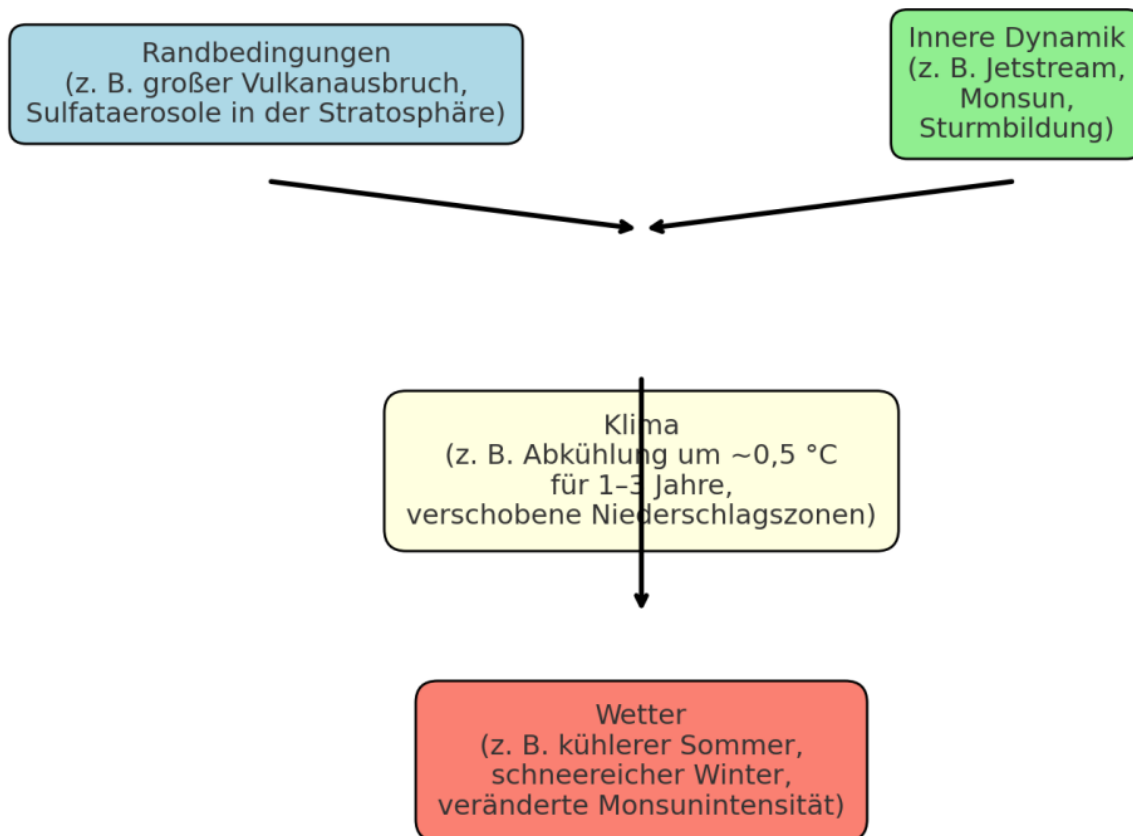 Randbedingungen
(z. B. großer Vulkanausbruch,
Sulfataerosole in der Stratosphäre)
Innere Dynamik
(z. B. Jetstream,
Monsun,
Sturmbildung)
Klima
(z. B. Abkühlung um ~0,5 °C
für 1–3 Jahre,
verschobene Niederschlagszonen)
Wetter
(z. B. kühlerer Sommer,
schneereicher Winter,
veränderte Monsunintensität)